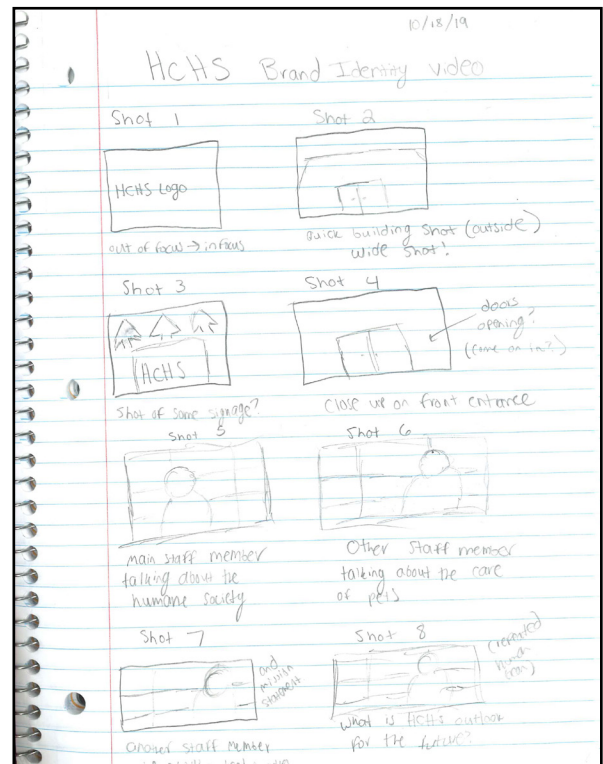 10/18/19
HCHS Brand Identity video
Shot 1
HCHS Logo
out of focus → in focus
Shot 2
Quick building shot (outside)
wide shot!
Shot 3
HCHS
Shot of some signage?
Shot 4
doors
opening?
(come on in?)
Close up on front entrance
Shot 5
Main staff member
talking about the
humane society
Shot 6
Other staff member
talking about the care
of pets
Shot 7
and
mission
statement
another staff member
Shot 8
What is HCHS outlook
for the future?